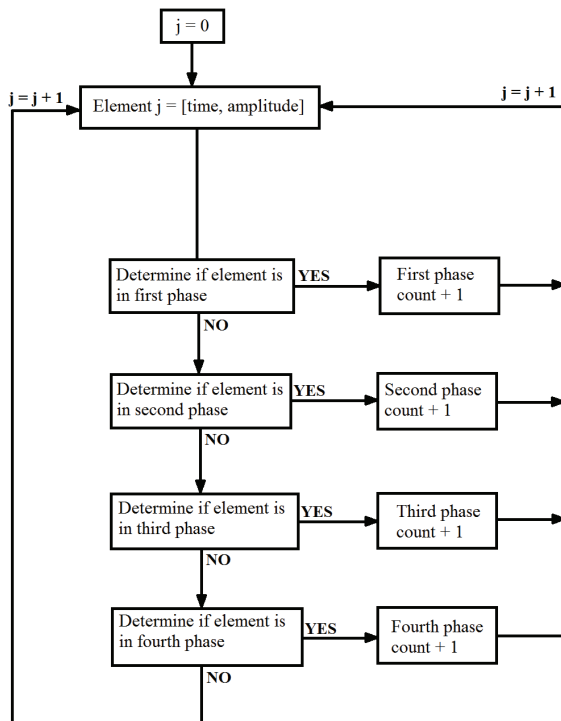 j = 0
j = j + 1
j = j + 1
Element j = [time, amplitude]
Determine if element is
in first phase
YES
First phase
count + 1
NO
Determine if element is
in second phase
YES
Second phase
count + 1
NO
Determine if element is
in third phase
YES
Third phase
count + 1
NO
Determine if element is
in fourth phase
YES
Fourth phase
count + 1
NO